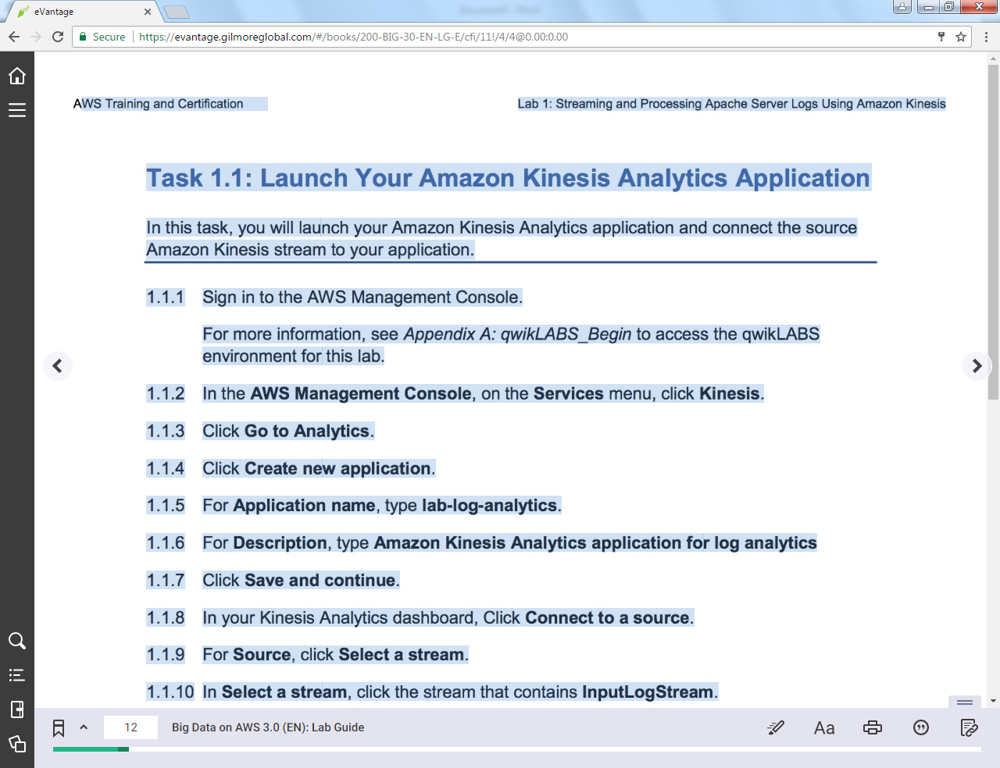 eVantage
Secure https://evantage.gilmoreglobal.com/#/books/200-BIG-30-EN-LG-E/cfi/11!/4/4@0.00:0.00
AWS Training and Certification
Lab 1: Streaming and Processing Apache Server Logs Using Amazon Kinesis
Task 1.1: Launch Your Amazon Kinesis Analytics Application
In this task, you will launch your Amazon Kinesis Analytics application and connect the source
Amazon Kinesis stream to your application.
1.1.1 Sign in to the AWS Management Console.
For more information, see Appendix A: qwikLABS_Begin to access the qwikLABS
environment for this lab.
1.1.2 In the AWS Management Console, on the Services menu, click Kinesis.
1.1.3 Click Go to Analytics.
1.1.4 Click Create new application.
1.1.5 For Application name, type lab-log-analytics.
1.1.6 For Description, type Amazon Kinesis Analytics application for log analytics
1.1.7 Click Save and continue.
1.1.8 In your Kinesis Analytics dashboard, Click Connect to a source.
1.1.9 For Source, click Select a stream.
1.1.10 In Select a stream, click the stream that contains InputLogStream.
12 Big Data on AWS 3.0 (EN): Lab Guide Aa